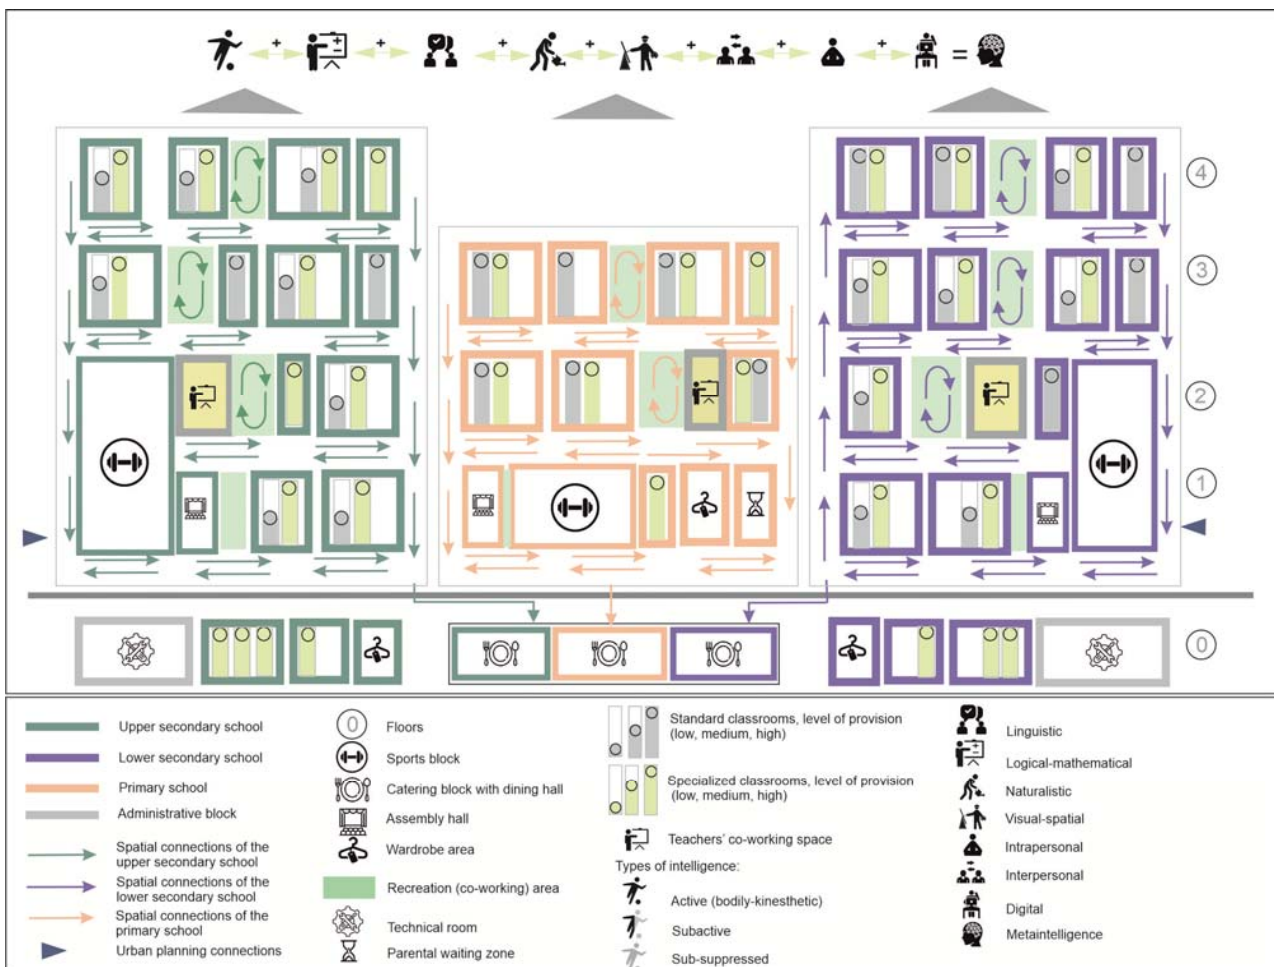 + + + + + + + + =
4
3
2
1
0
Upper secondary school
Lower secondary school
Primary school
Administrative block
Spatial connections of the
upper secondary school
Spatial connections of the
lower secondary school
Spatial connections of the
primary school
Urban planning connections
0 Floors
Sports block
Catering block with dining hall
Assembly hall
Wardrobe area
Recreation (co-working) area
Technical room
Parental waiting zone
Standard classrooms, level of provision
(low, medium, high)
Specialized classrooms, level of provision
(low, medium, high)
Teachers' co-working space
Types of intelligence:
Active (bodily-kinesthetic)
Subactive
Sub-suppressed
Linguistic
Logical-mathematical
Naturalistic
Visual-spatial
Intrapersonal
Interpersonal
Digital
Metaintelligence